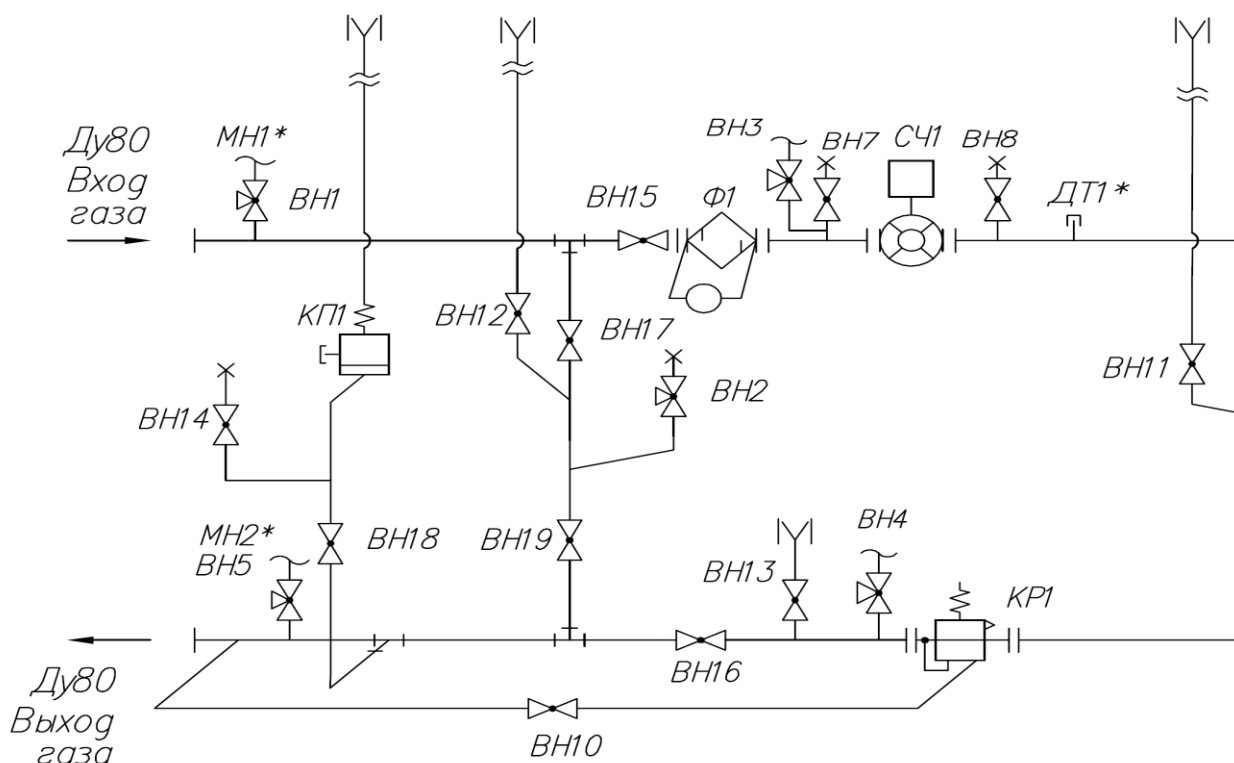 МН1*
ВН3
ВН7
СЧ1
ВН8
Ду80
Вход
газа
ВН1
ВН15
Ф1
ДТ1*
КП1
ВН12
ВН17
ВН11
ВН2
ВН14
МН2*
ВН5
ВН18
ВН19
ВН13
ВН4
КР1
ВН16
Ду80
Выход
газа
ВН10